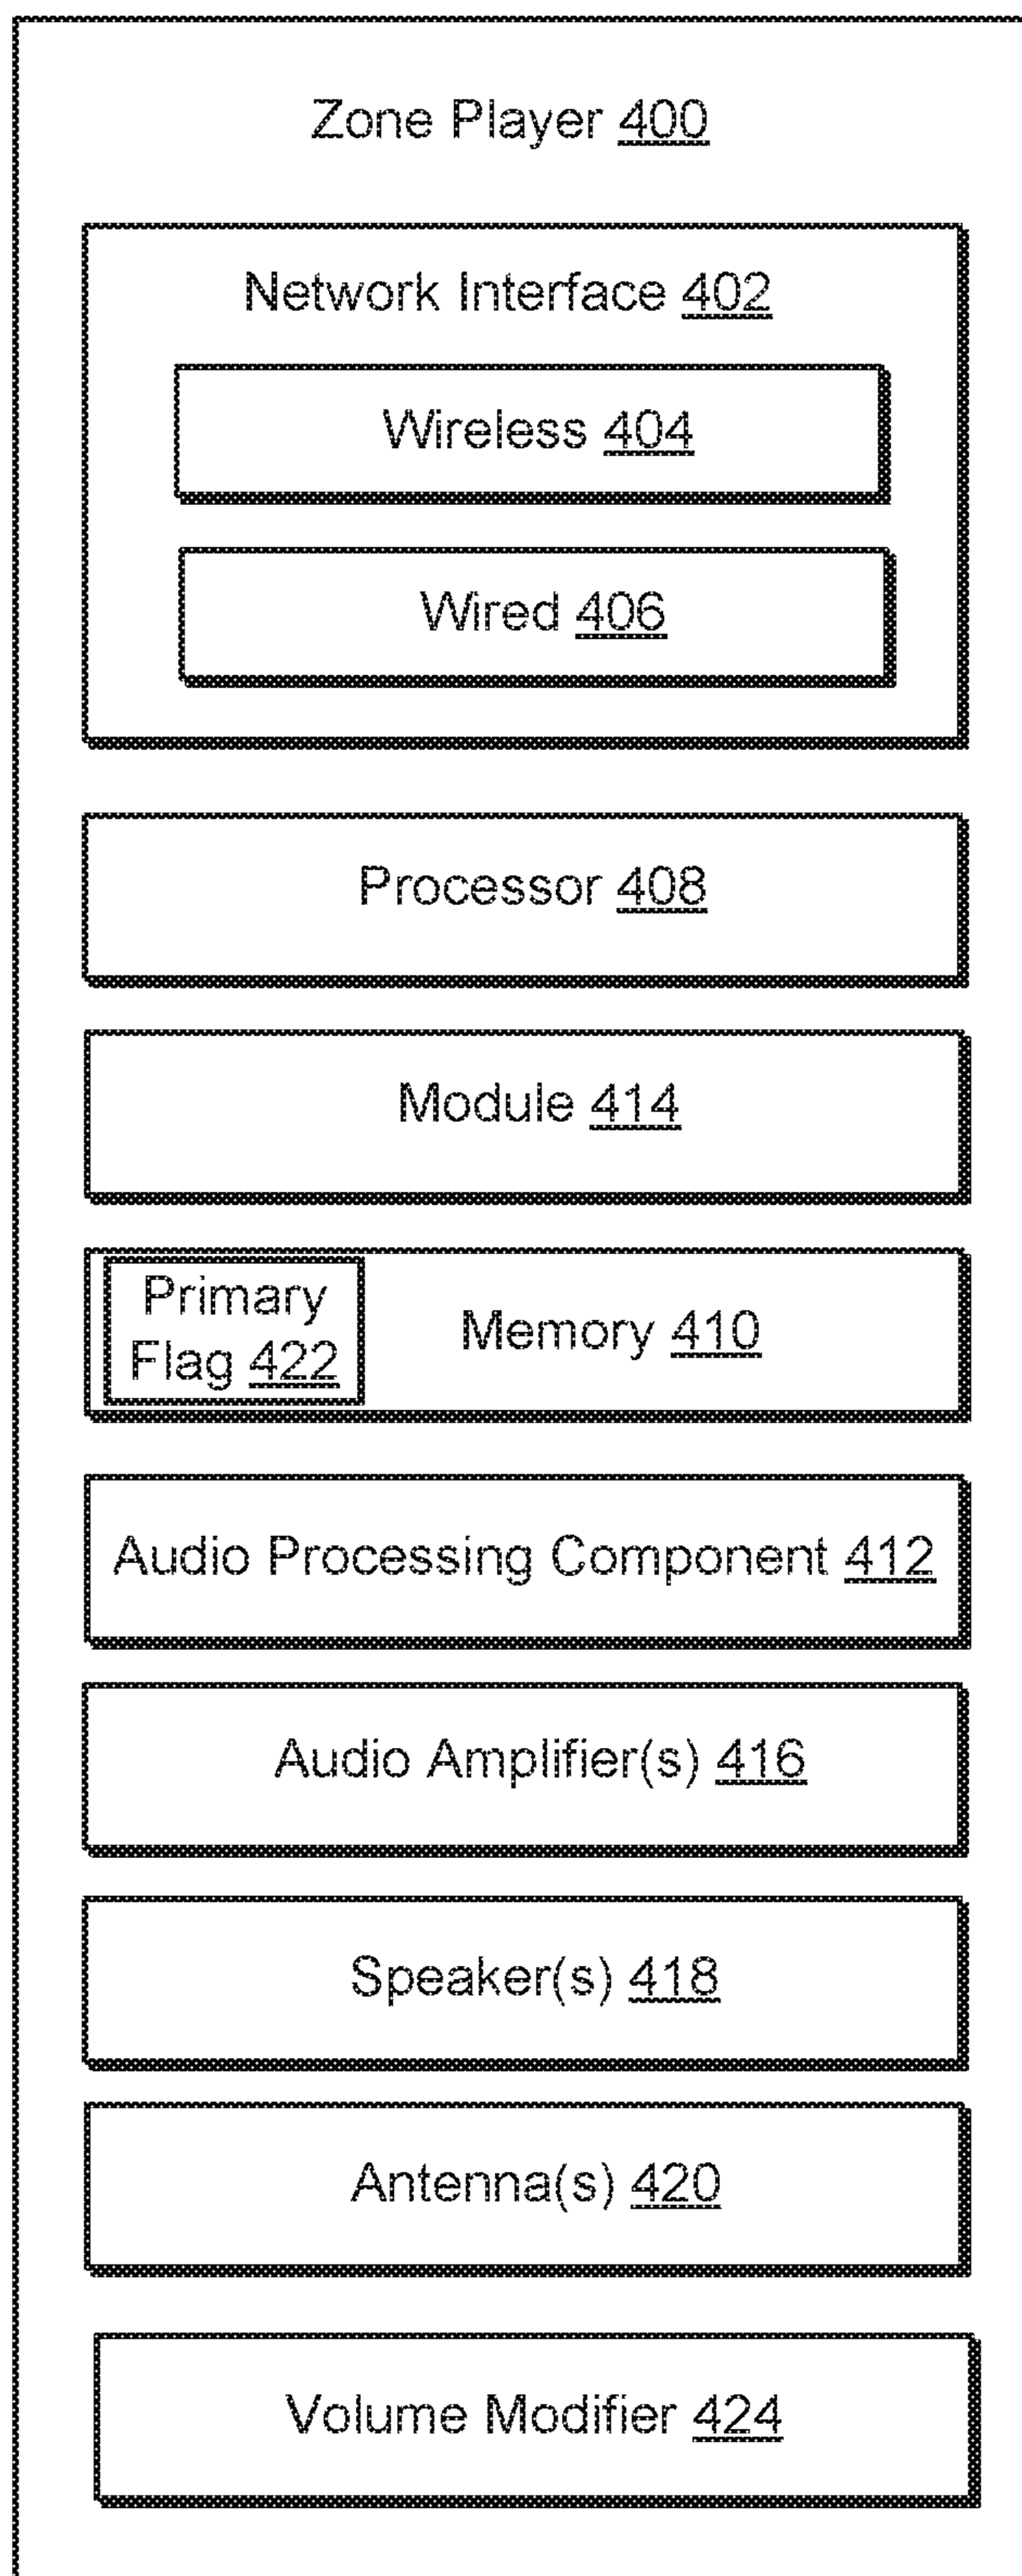 Zone Player 400
Network Interface 402
Wireless 404
Wired 406
Processor 408
Module 414
Primary
Flag 422
Memory 410
Audio Processing Component 412
Audio Amplifier(s) 416
Speaker(s) 418
Antenna(s) 420
Volume Modifier 424